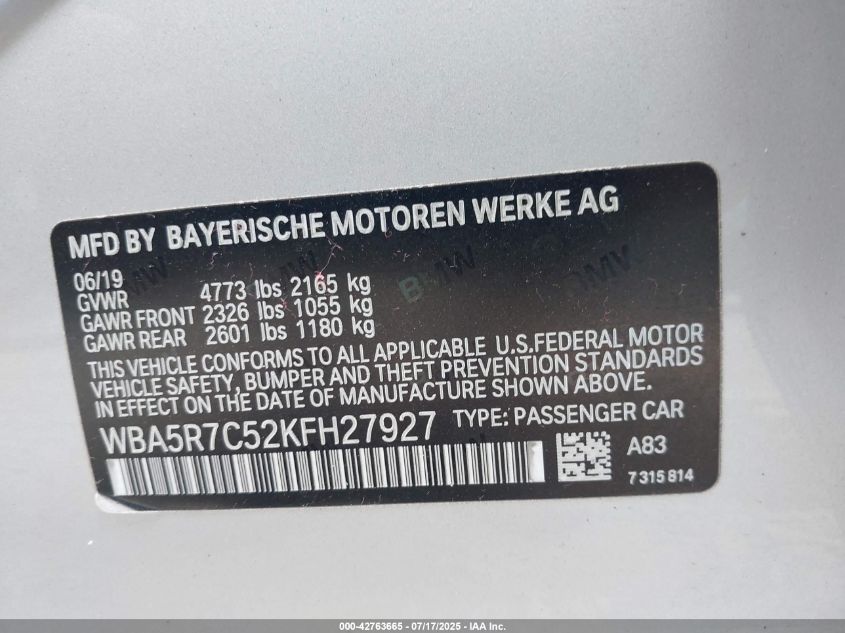 MFD BY BAYERISCHE MOTOREN WERKE AG
06/19
GVWR 4773 lbs 2165 kg
GAWR FRONT 2326 lbs 1055 kg
GAWR REAR 2601 lbs 1180 kg
THIS VEHICLE CONFORMS TO ALL APPLICABLE U.S.FEDERAL MOTOR
VEHICLE SAFETY, BUMPER AND THEFT PREVENTION STANDARDS
IN EFFECT ON THE DATE OF MANUFACTURE SHOWN ABOVE.
WBA5R7C52KFH27927 TYPE: PASSENGER CAR
A83
7 315 814
BMW
BMW
000-42763665 - 07/17/2025 - IAA Inc.